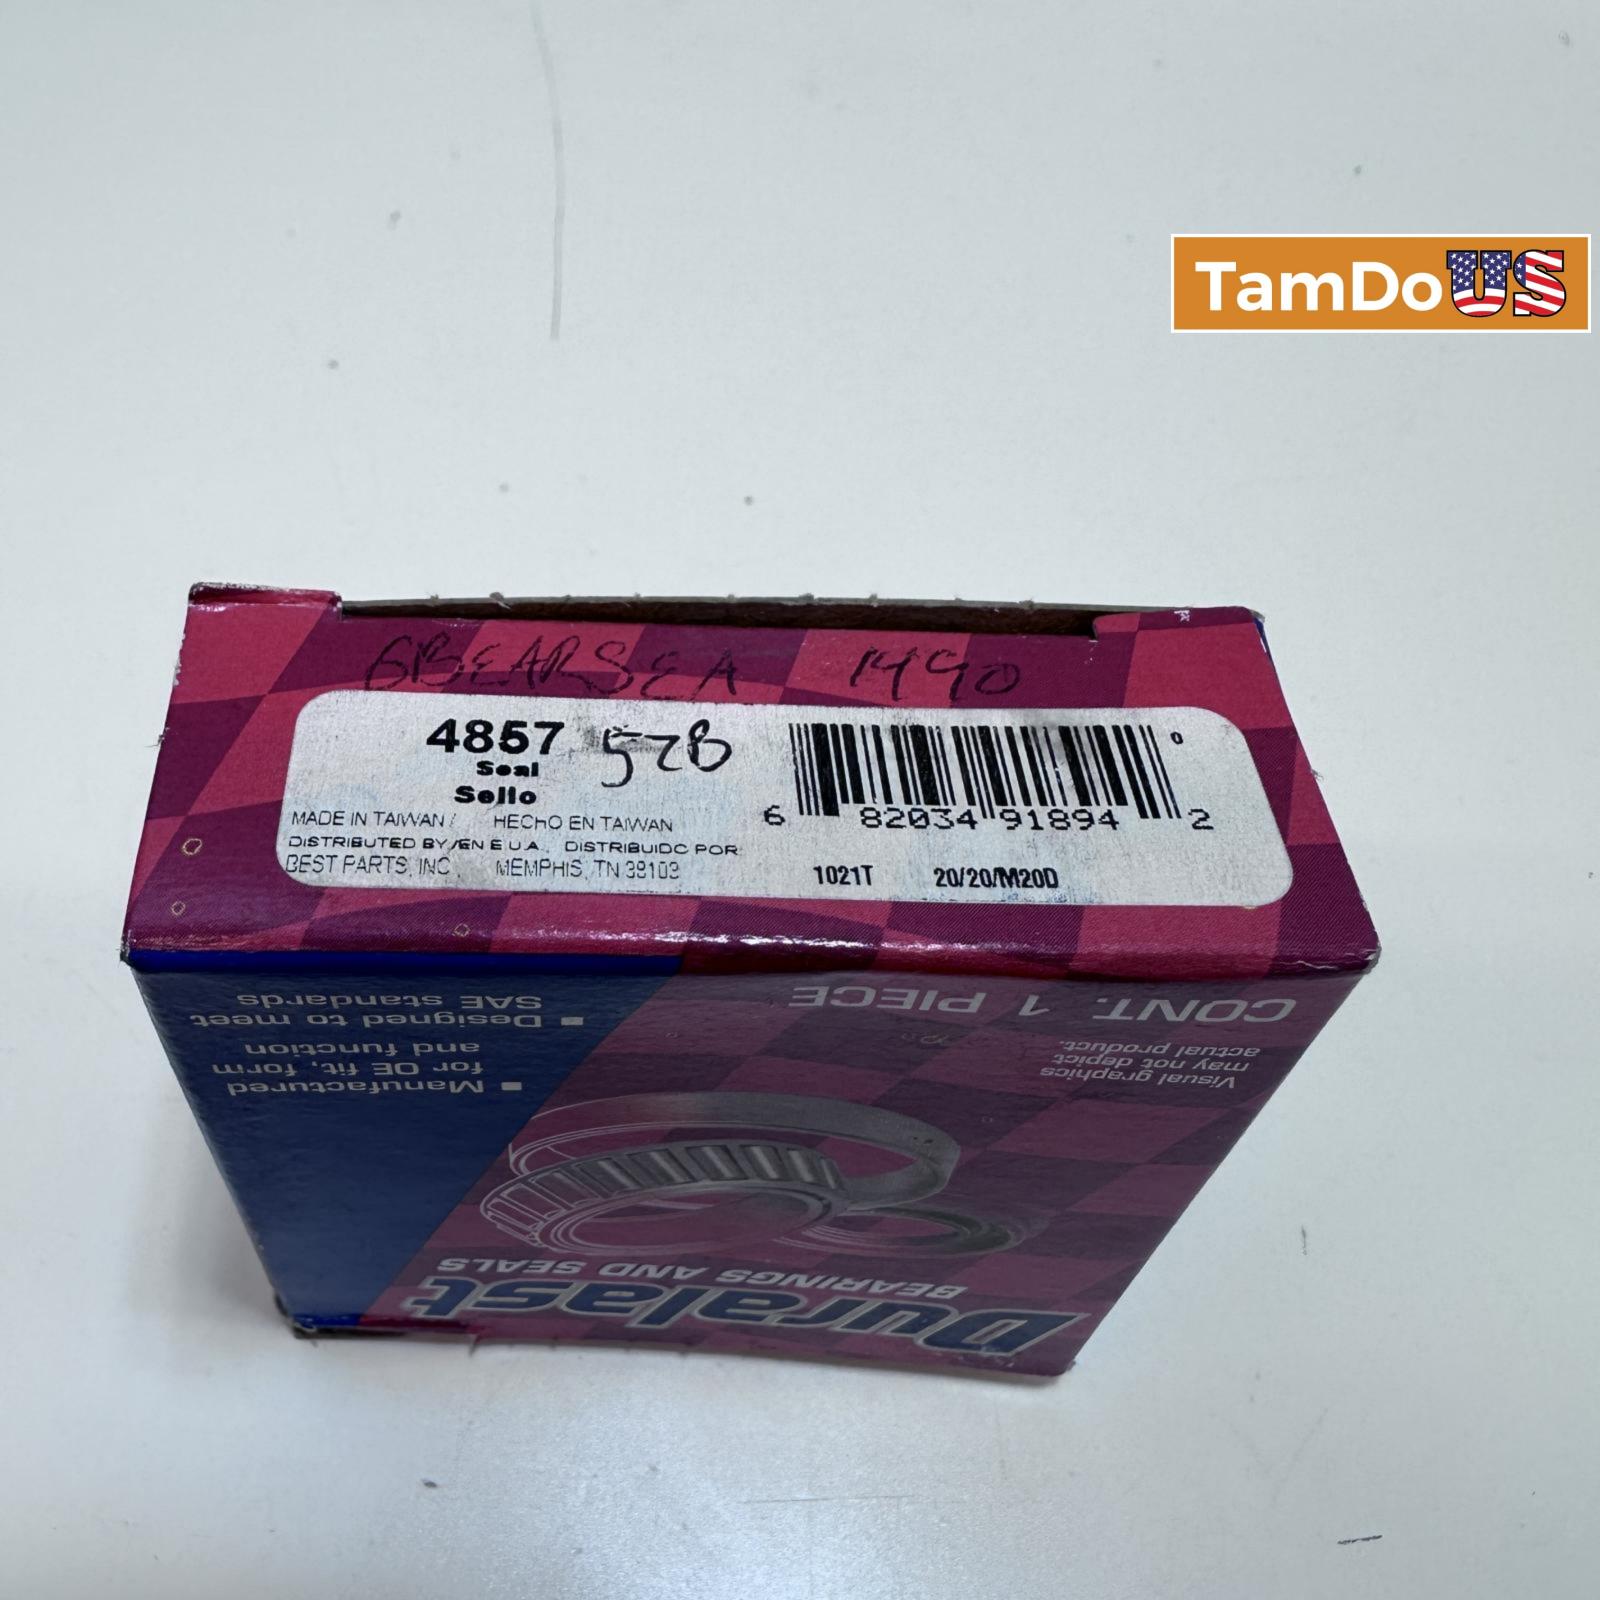 TamDoUS
6BEARSEA 1490
4857 57B
Seal
Sello
MADE IN TAIWAN / HECHO EN TAIWAN
DISTRIBUTED BY/EN E.U.A., DISTRIBUIDO POR
BEST PARTS, INC., MEMPHIS, TN 38103
0
6 82034 91894 2
1021T 20/20/M20D
CONT. 1 PIECE
Visual graphics
may not depict
actual product.
Duralast
BEARINGS AND SEALS
▪ Manufactured
for OE fit, form
and function
▪ Designed to meet
SAE standards